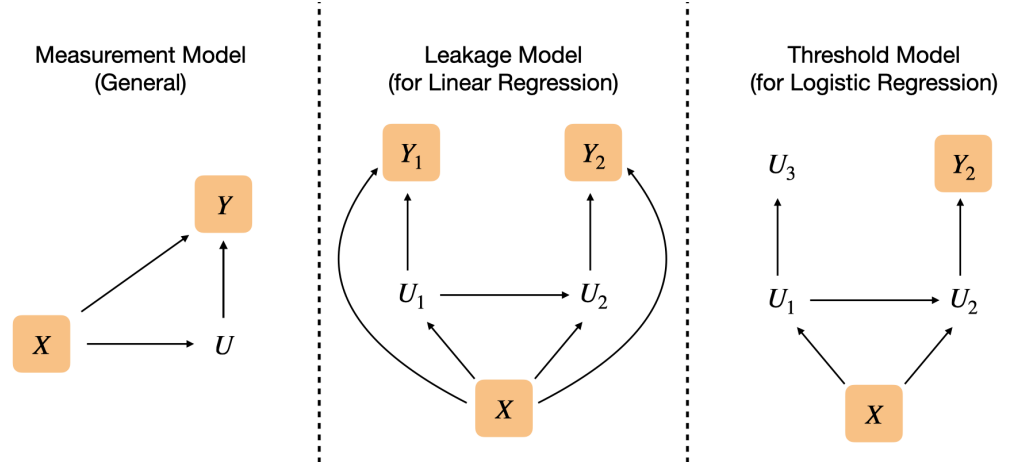 Measurement Model
(General)
Y
X
U
Leakage Model
(for Linear Regression)
Y₁
Y₂
U₁
U₂
X
Threshold Model
(for Logistic Regression)
U₃
Y₂
U₁
U₂
X